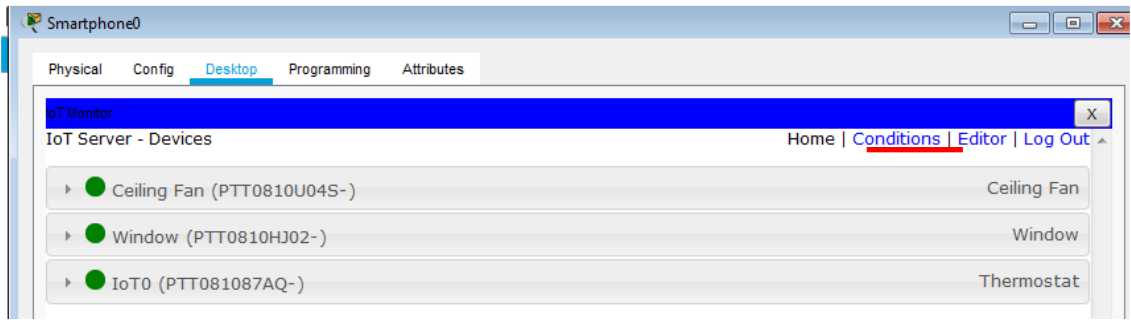 Smartphone0
Physical Config Desktop Programming Attributes
IoT Monitor X
IoT Server - Devices Home | Conditions | Editor | Log Out
Ceiling Fan (PTT0810U04S-) Ceiling Fan
Window (PTT0810HJ02-) Window
IoT0 (PTT081087AQ-) Thermostat